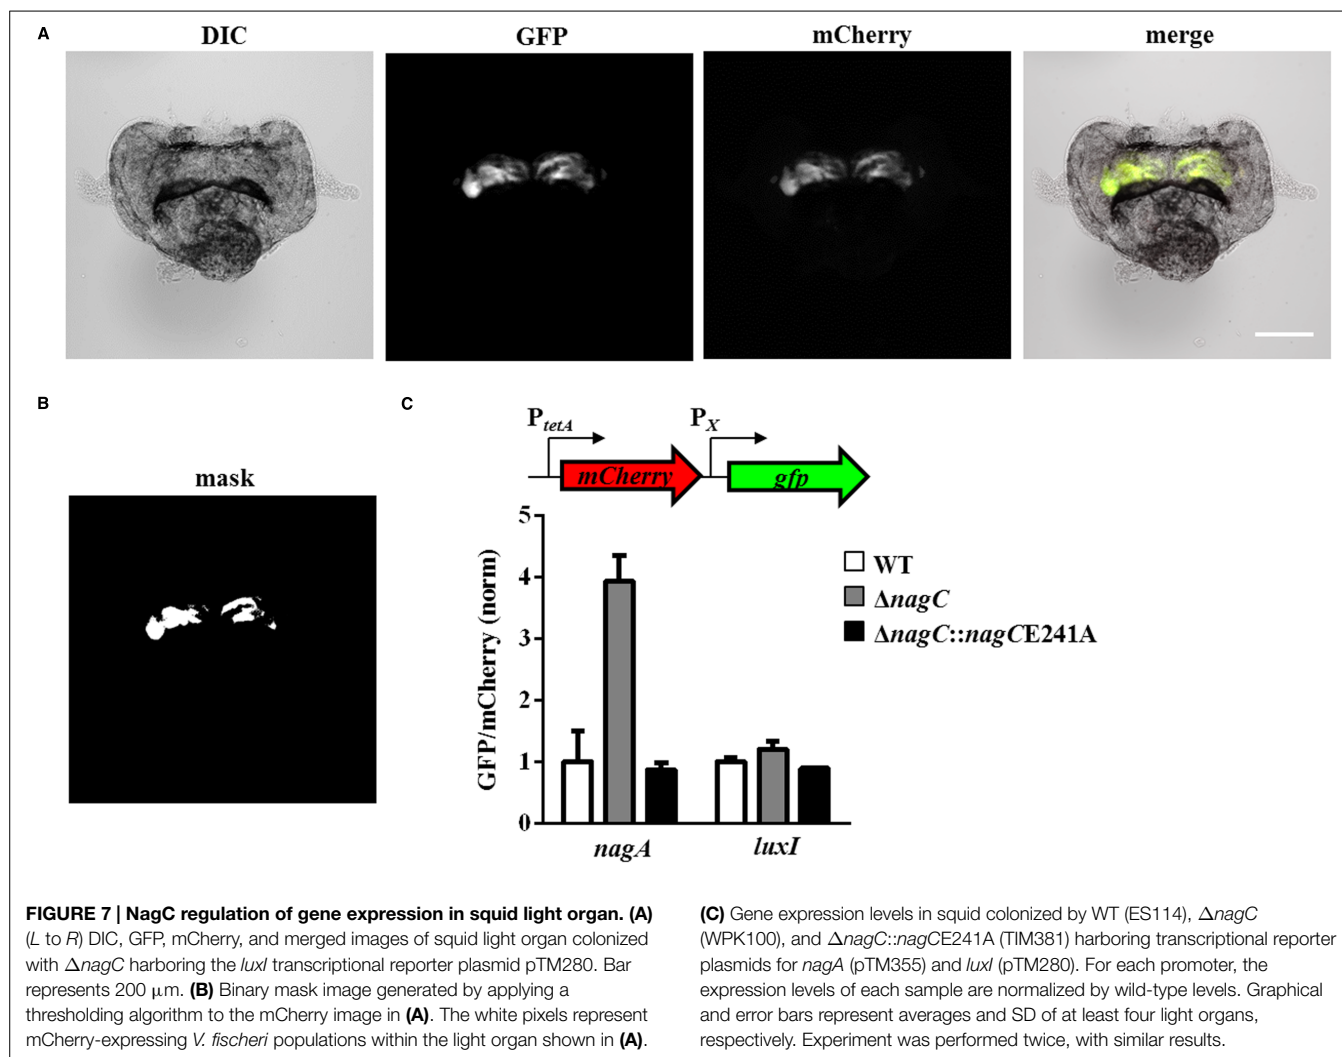 A
DIC
GFP
mCherry
merge
B
mask
C
PtetA
PX
mCherry
gfp
5
4
3
2
1
0
GFP/mCherry (norm)
nagA
luxI
WT
ΔnagC
ΔnagC::nagCE241A
FIGURE 7 | NagC regulation of gene expression in squid light organ. (A)
(L to R) DIC, GFP, mCherry, and merged images of squid light organ colonized
with ΔnagC harboring the luxI transcriptional reporter plasmid pTM280. Bar
represents 200 μm. (B) Binary mask image generated by applying a
thresholding algorithm to the mCherry image in (A). The white pixels represent
mCherry-expressing V. fischeri populations within the light organ shown in (A).
(C) Gene expression levels in squid colonized by WT (ES114), ΔnagC
(WPK100), and ΔnagC::nagCE241A (TIM381) harboring transcriptional reporter
plasmids for nagA (pTM355) and luxI (pTM280). For each promoter, the
expression levels of each sample are normalized by wild-type levels. Graphical
and error bars represent averages and SD of at least four light organs,
respectively. Experiment was performed twice, with similar results.